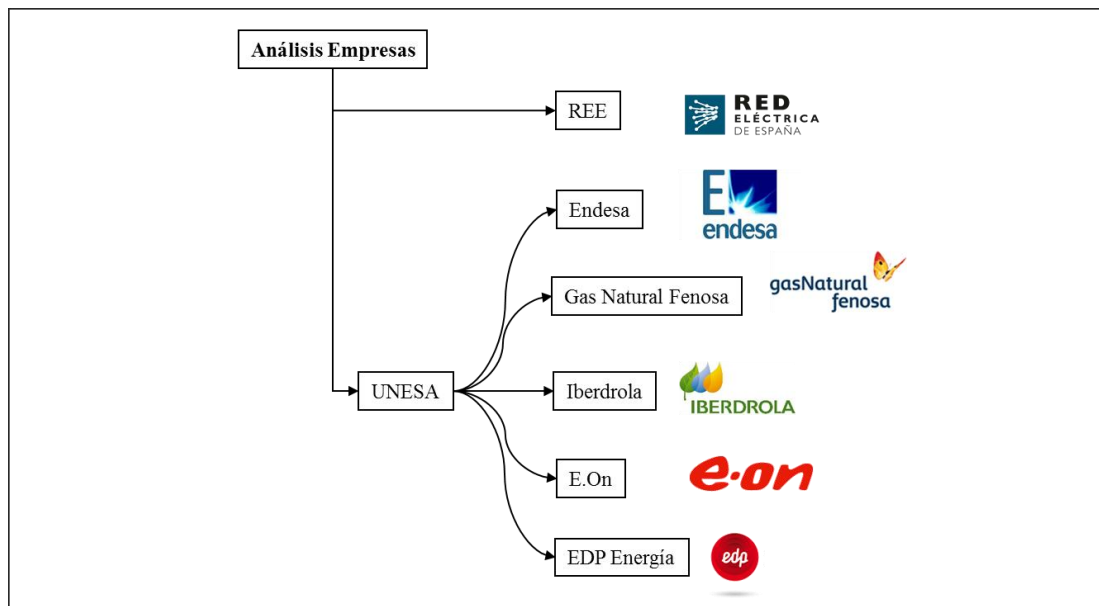 Análisis Empresas
REE
RED
ELÉCTRICA
DE ESPAÑA
Endesa
E
endesa
Gas Natural Fenosa
gasNatural
fenosa
UNESA
Iberdrola
IBERDROLA
E.On
e·on
EDP Energía
edp